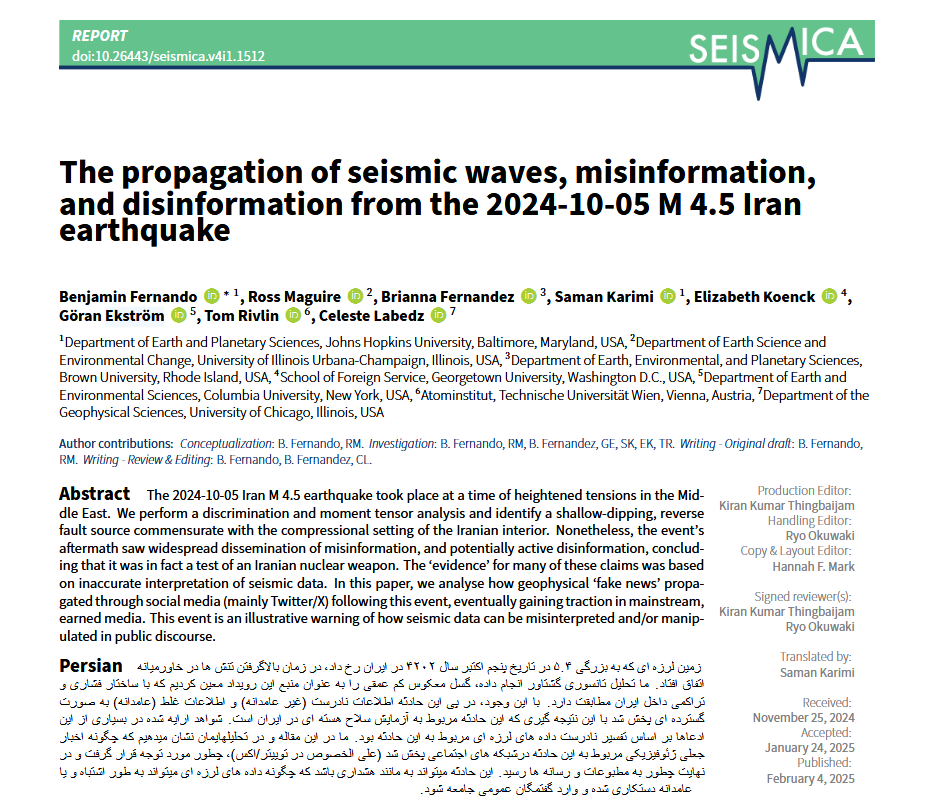 REPORT
doi:10.26443/seismica.v4i1.1512
SEISMICA
The propagation of seismic waves, misinformation,
and disinformation from the 2024-10-05 M 4.5 Iran
earthquake
Benjamin Fernando * 1, Ross Maguire 2, Brianna Fernandez 3, Saman Karimi 1, Elizabeth Koenck 4,
Göran Ekström 5, Tom Rivlin 6, Celeste Labedz 7
1Department of Earth and Planetary Sciences, Johns Hopkins University, Baltimore, Maryland, USA, 2Department of Earth Science and
Environmental Change, University of Illinois Urbana-Champaign, Illinois, USA, 3Department of Earth, Environmental, and Planetary Sciences,
Brown University, Rhode Island, USA, 4School of Foreign Service, Georgetown University, Washington D.C., USA, 5Department of Earth and
Environmental Sciences, Columbia University, New York, USA, 6Atominstitut, Technische Universität Wien, Vienna, Austria, 7Department of the
Geophysical Sciences, University of Chicago, Illinois, USA
Author contributions: Conceptualization: B. Fernando, RM. Investigation: B. Fernando, RM, B. Fernandez, GE, SK, EK, TR. Writing - Original draft: B. Fernando,
RM. Writing - Review & Editing: B. Fernando, B. Fernandez, CL.
Abstract The 2024-10-05 Iran M 4.5 earthquake took place at a time of heightened tensions in the Mid-
dle East. We perform a discrimination and moment tensor analysis and identify a shallow-dipping, reverse
fault source commensurate with the compressional setting of the Iranian interior. Nonetheless, the event's
aftermath saw widespread dissemination of misinformation, and potentially active disinformation, conclud-
ing that it was in fact a test of an Iranian nuclear weapon. The 'evidence' for many of these claims was based
on inaccurate interpretation of seismic data. In this paper, we analyse how geophysical 'fake news' propa-
gated through social media (mainly Twitter/X) following this event, eventually gaining traction in mainstream,
earned media. This event is an illustrative warning of how seismic data can be misinterpreted and/or manip-
ulated in public discourse.
Persian زمین لرزه ای که به بزرگی ۵.۴ در تاریخ پنجم اکتبر سال ۴۲۰۲ در ایران رخ داد، در زمان بالاگرفتن تنش ها در خاورمیانه
اتفاق افتاد. ما تحلیل تانسوری گشتاور انجام داده، گسل معکوس کم عمقی را به عنوان منبع این رویداد معین کردیم که با ساختار فشاری و
تراکمی داخل ایران مطابقت دارد. با این وجود، در پی این حادثه اطلاعات نادرست (غیر عامدانه) و اطلاعات غلط (عامدانه) به صورت
گسترده ای پخش شد با این نتیجه گیری که این حادثه مربوط به آزمایش سلاح هسته ای در ایران است. شواهد ارایه شده در بسیاری از این
ادعاها بر اساس تفسیر نادرست داده های لرزه ای مربوط به این حادثه بود. ما در این مقاله و در تحلیلهایمان نشان میدهیم که چگونه اخبار
جعلی ژئوفیزیکی مربوط به این حادثه درشبکه های اجتماعی پخش شد (علی الخصوص در توییتر/اکس)، چطور مورد توجه قرار گرفت و در
نهایت چطور به مطبوعات و رسانه ها رسید. این حادثه میتواند به مانند هشداری باشد که چگونه داده های لرزه ای میتواند به طور اشتباه و یا
عامدانه دستکاری شده و وارد گفتمگان عمومی جامعه شود.
Production Editor:
Kiran Kumar Thingbaijam
Handling Editor:
Ryo Okuwaki
Copy & Layout Editor:
Hannah F. Mark
Signed reviewer(s):
Kiran Kumar Thingbaijam
Ryo Okuwaki
Translated by:
Saman Karimi
Received:
November 25, 2024
Accepted:
January 24, 2025
Published:
February 4, 2025